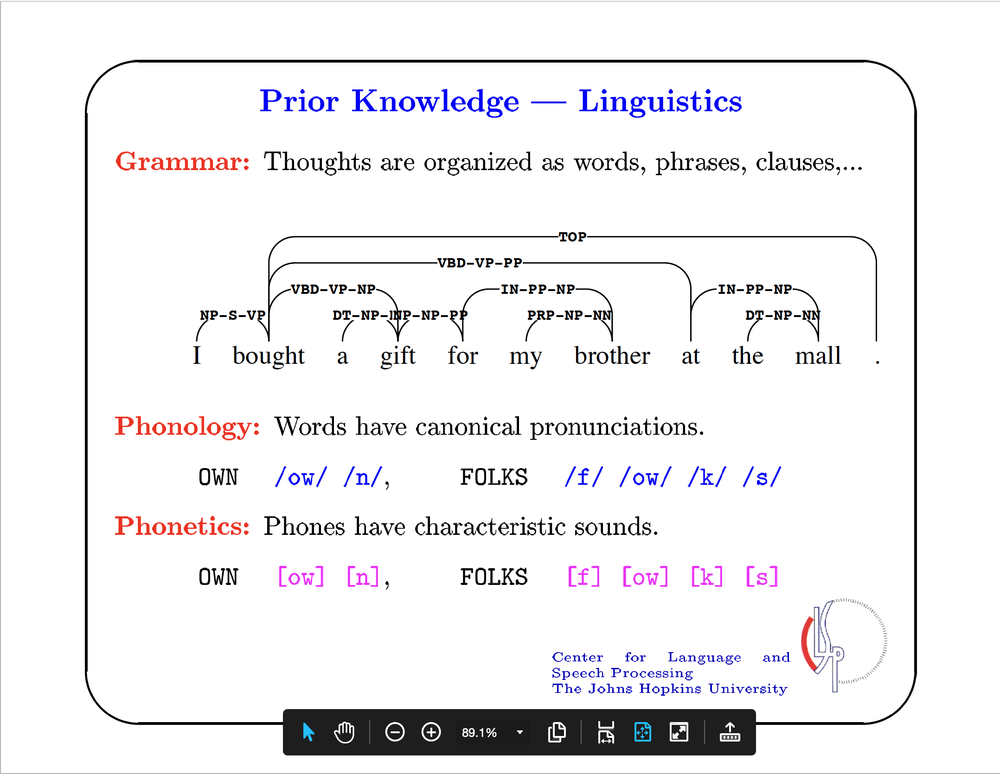 Prior Knowledge — Linguistics
Grammar: Thoughts are organized as words, phrases, clauses,...
TOP
VBD-VP-PP
VBD-VP-NP IN-PP-NP IN-PP-NP
NP-S-VP DT-NP- NP-NP-PP PRP-NP-NN DT-NP-NN
I bought a gift for my brother at the mall .
Phonology: Words have canonical pronunciations.
OWN /ow/ /n/, FOLKS /f/ /ow/ /k/ /s/
Phonetics: Phones have characteristic sounds.
OWN [ow] [n], FOLKS [f] [ow] [k] [s]
Center for Language and
Speech Processing
The Johns Hopkins University
LSP
89.1%